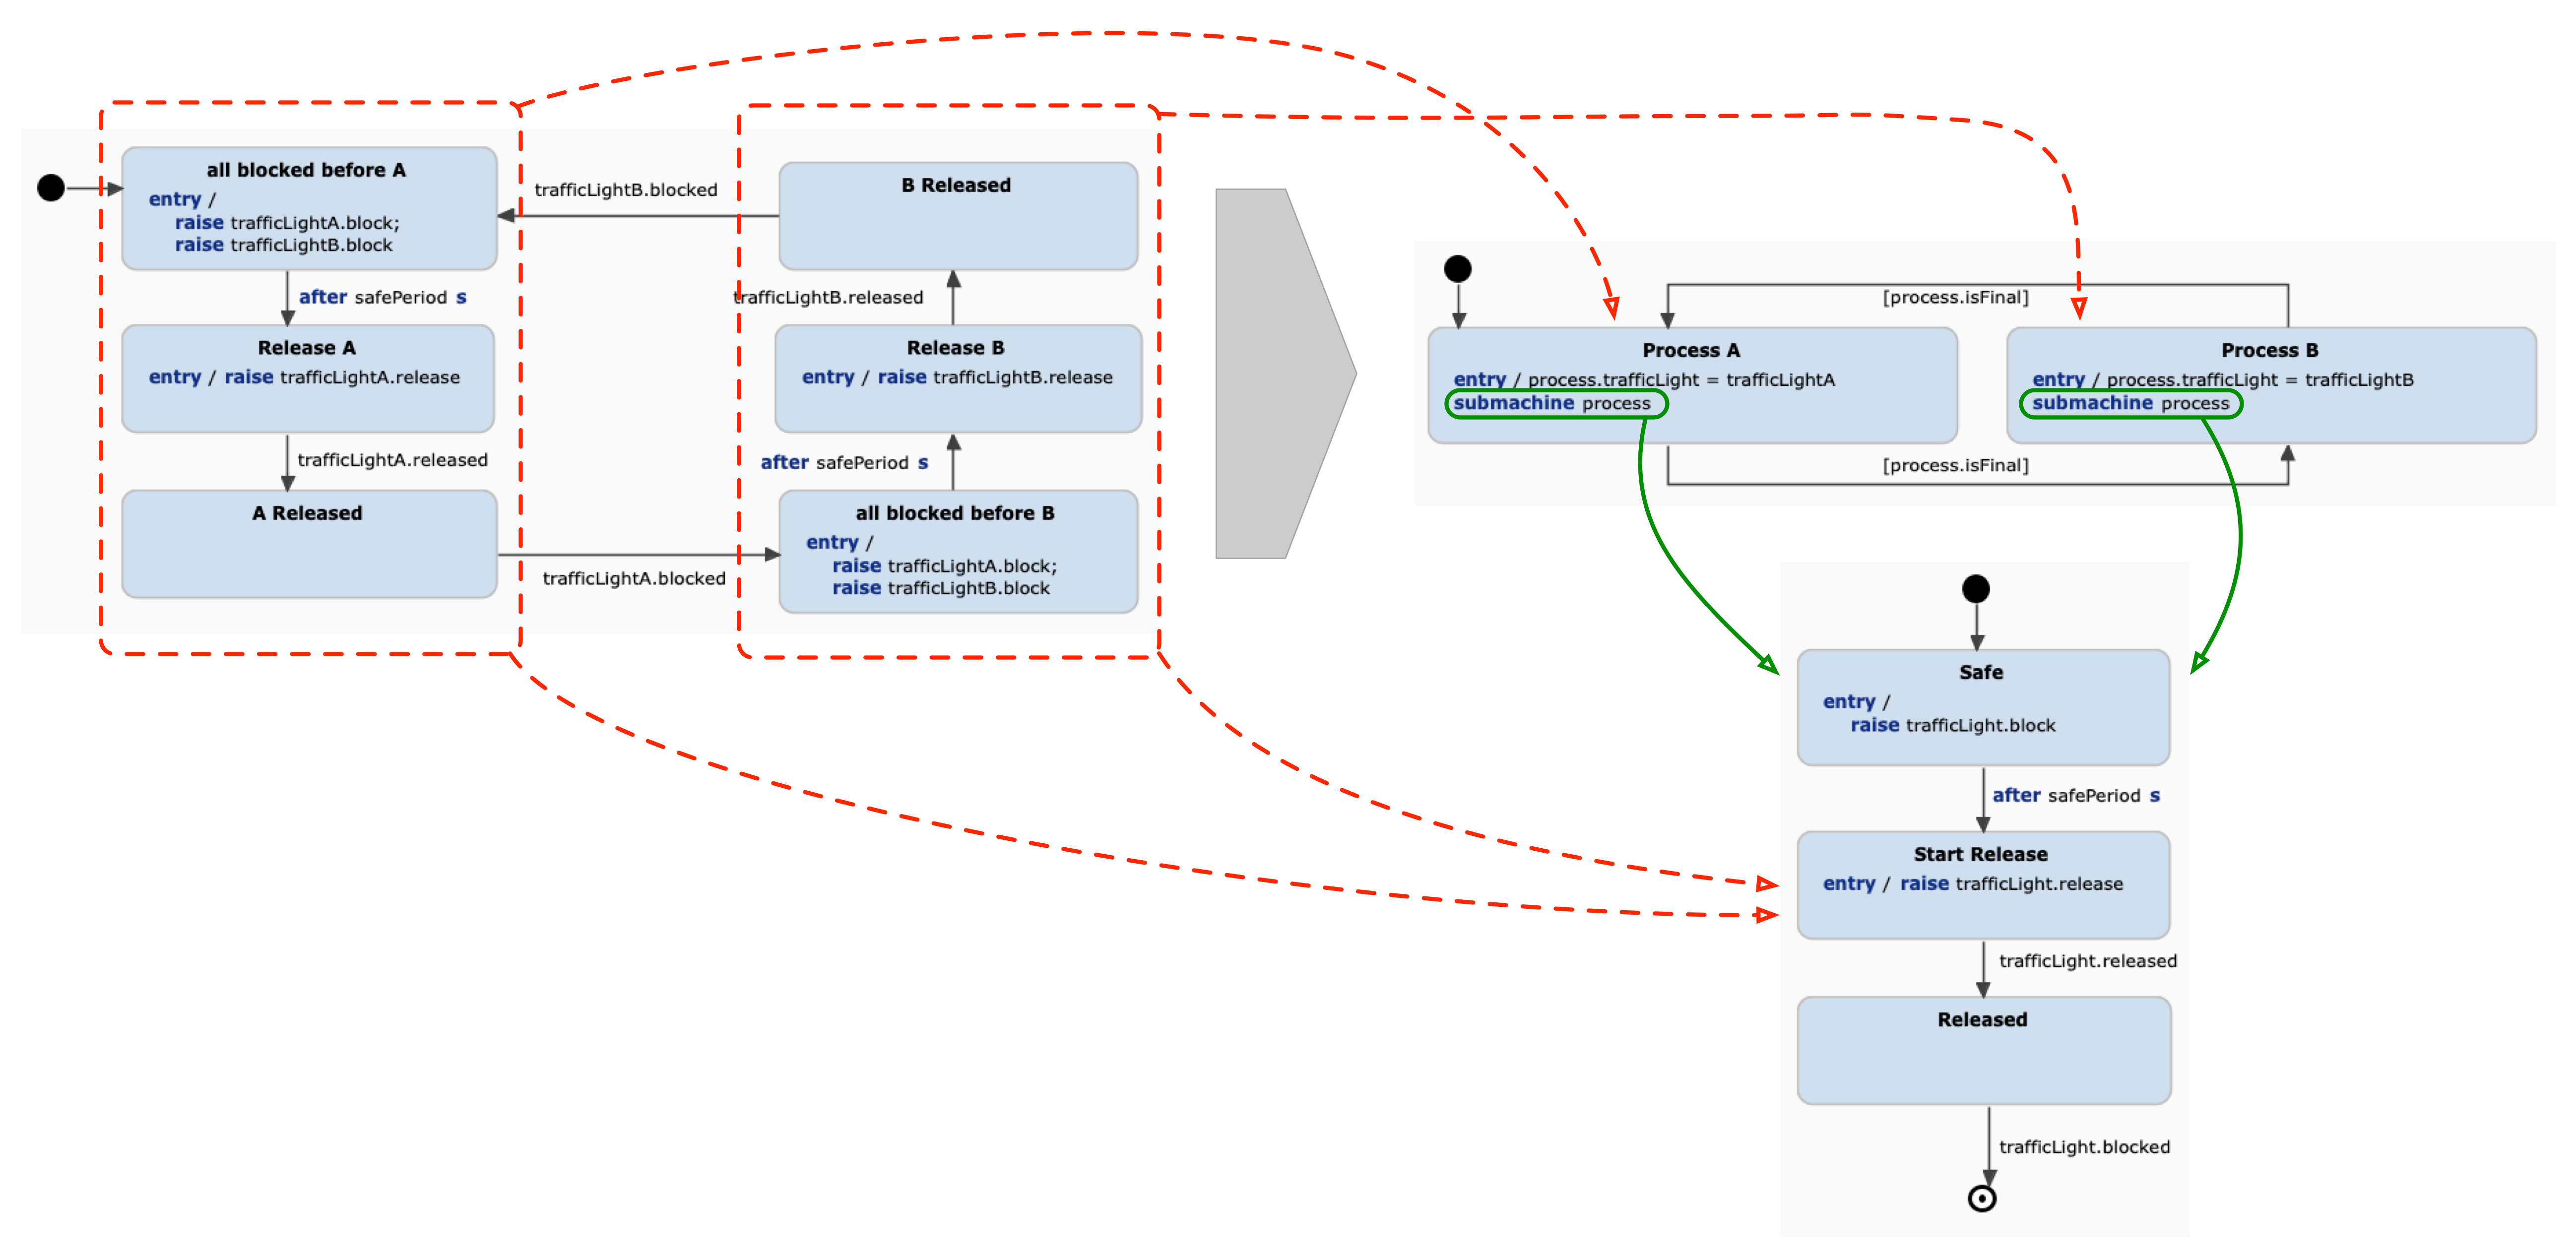 all blocked before A
entry /
raise trafficLightA.block;
raise trafficLightB.block
after safePeriod s
Release A
entry / raise trafficLightA.release
trafficLightA.released
A Released
trafficLightA.blocked
trafficLightB.blocked
B Released
trafficLightB.released
Release B
entry / raise trafficLightB.release
after safePeriod s
all blocked before B
entry /
raise trafficLightA.block;
raise trafficLightB.block
[process.isFinal]
Process A
entry / process.trafficLight = trafficLightA
submachine process
Process B
entry / process.trafficLight = trafficLightB
submachine process
[process.isFinal]
Safe
entry /
raise trafficLight.block
after safePeriod s
Start Release
entry / raise trafficLight.release
trafficLight.released
Released
trafficLight.blocked